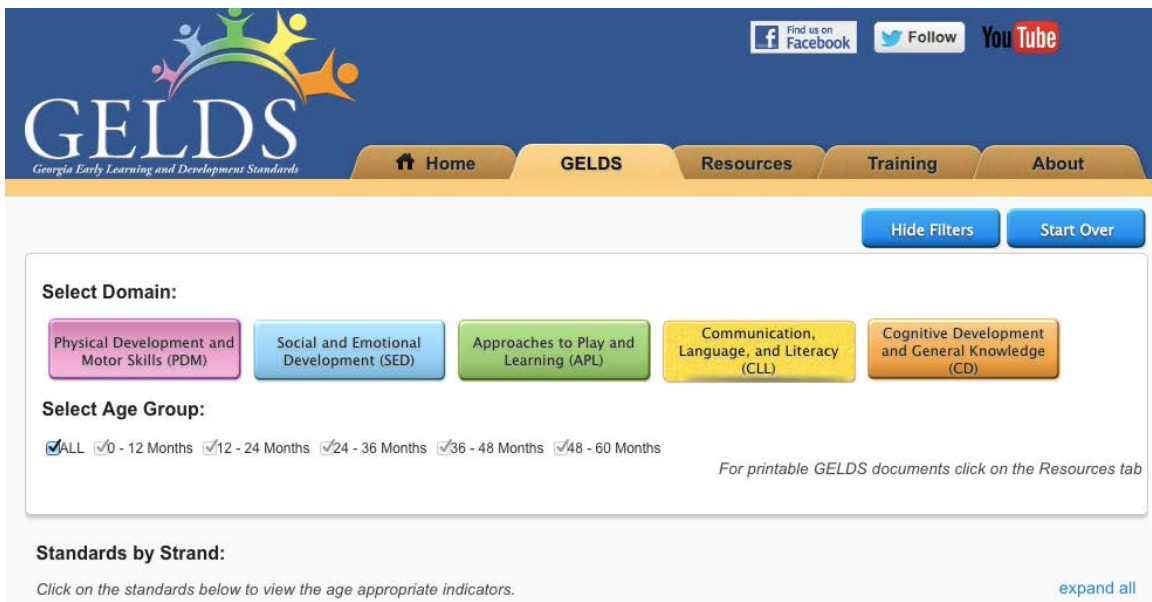 Find us on
Facebook
Follow
You Tube
GELDS
Georgia Early Learning and Development Standards
Home
GELDS
Resources
Training
About
Hide Filters
Start Over
Select Domain:
Physical Development and
Motor Skills (PDM)
Social and Emotional
Development (SED)
Approaches to Play and
Learning (APL)
Communication,
Language, and Literacy
(CLL)
Cognitive Development
and General Knowledge
(CD)
Select Age Group:
ALL 0 - 12 Months 12 - 24 Months 24 - 36 Months 36 - 48 Months 48 - 60 Months
For printable GELDS documents click on the Resources tab
Standards by Strand:
Click on the standards below to view the age appropriate indicators.
expand all